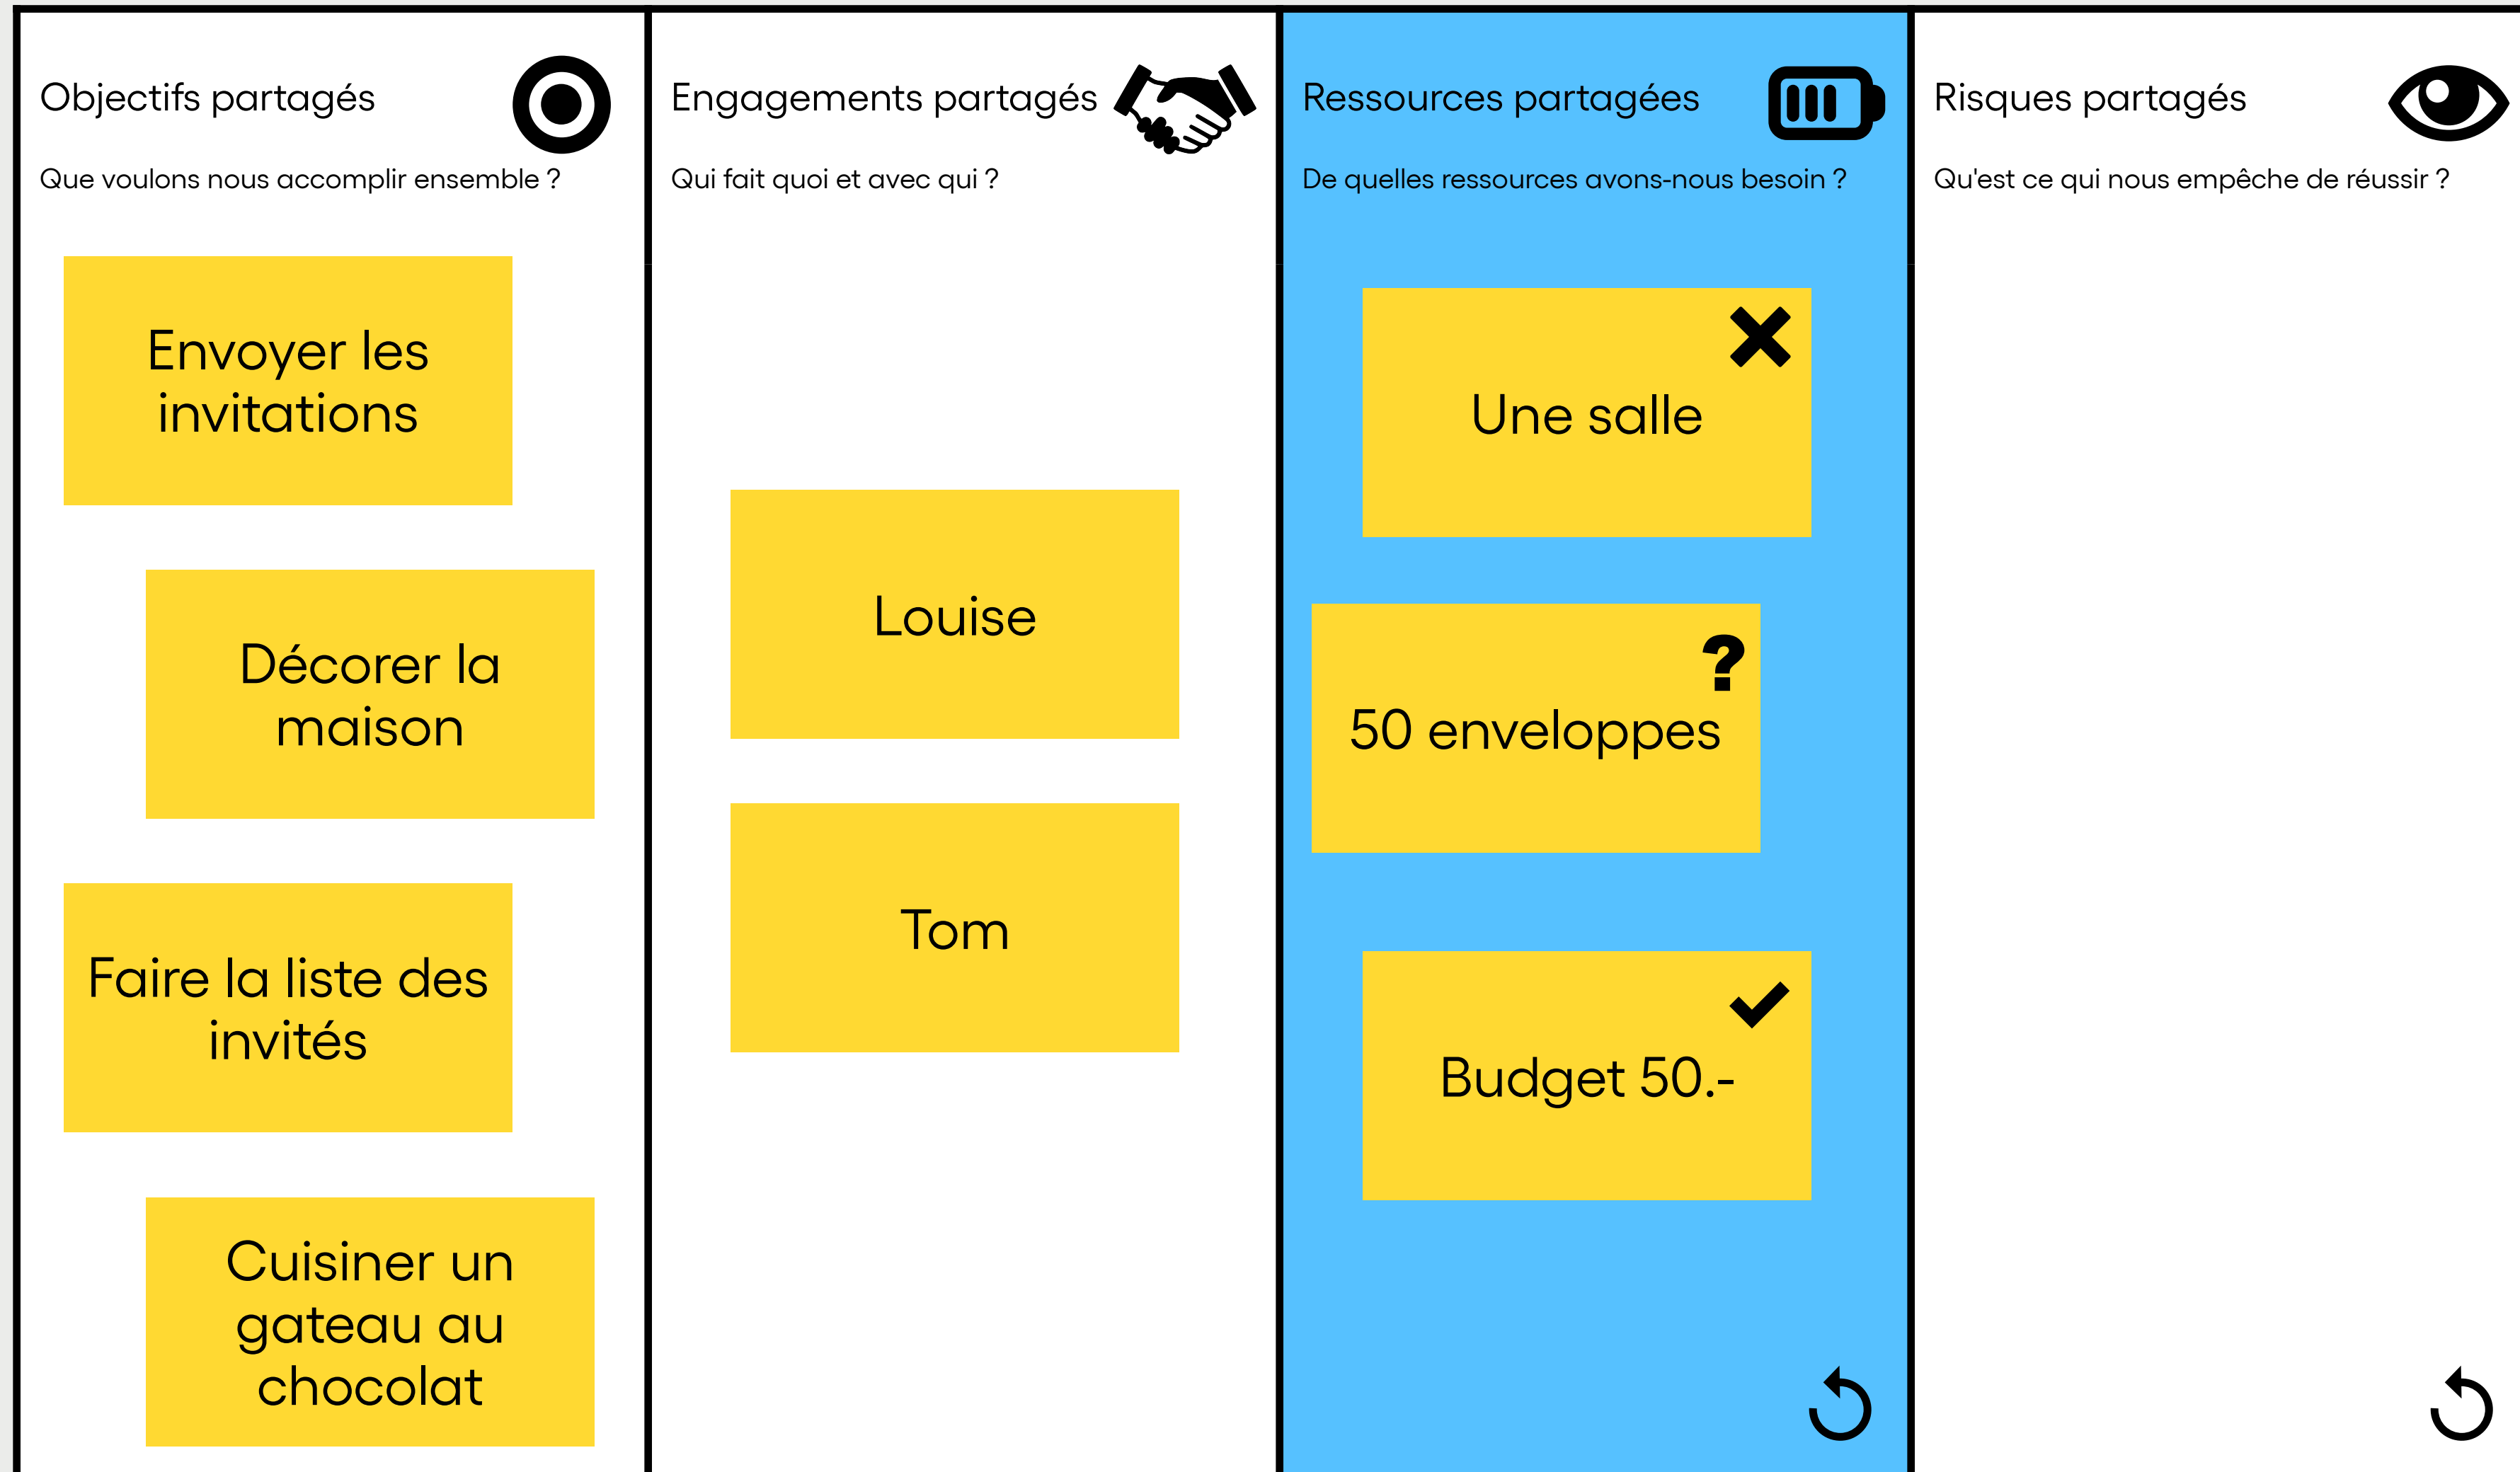 Objectifs partagés
Que voulons nous accomplir ensemble ?
Envoyer les
invitations
Décorer la
maison
Faire la liste des
invités
Cuisiner un
gateau au
chocolat
Engagements partagés
Qui fait quoi et avec qui ?
Louise
Tom
Ressources partagées
De quelles ressources avons-nous besoin ?
Une salle
?
50 enveloppes
Budget 50.-
Risques partagés
Qu'est ce qui nous empêche de réussir ?